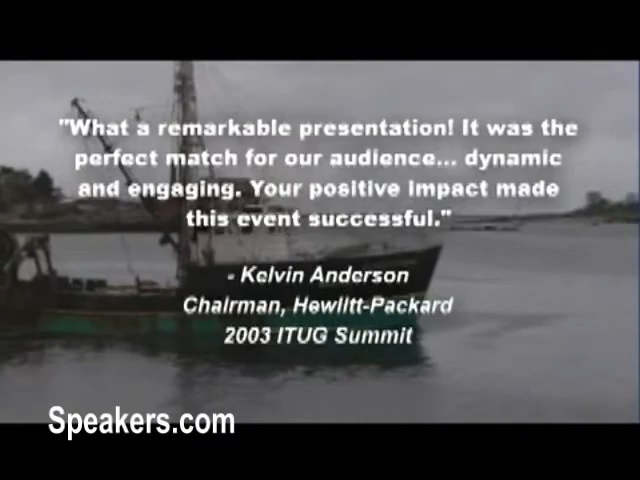 "What a remarkable presentation! It was the
perfect match for our audience... dynamic
and engaging. Your positive impact made
this event successful."
- Kelvin Anderson
Chairman, Hewlitt-Packard
2003 ITUG Summit
Speakers.com